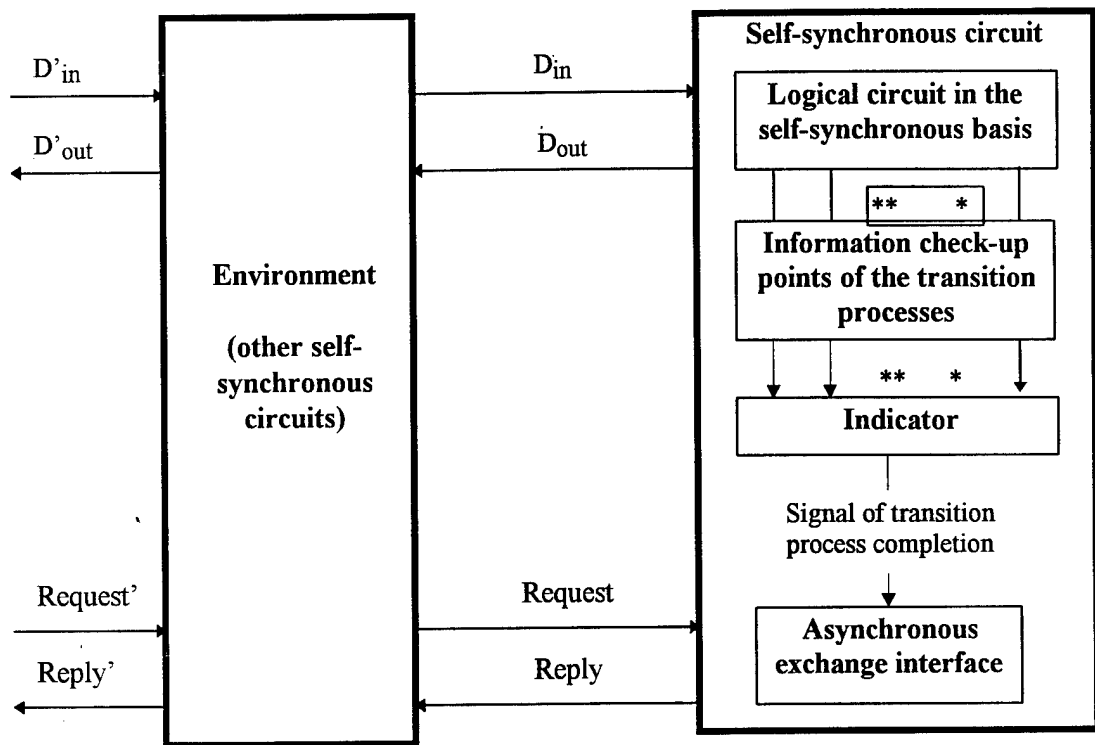 D'in
D'out
Request'
Reply'
Environment
(other self-
synchronous
circuits)
Din
Dout
Request
Reply
Self-synchronous circuit
Logical circuit in the
self-synchronous basis
** *
Information check-up
points of the transition
processes
** *
Indicator
Signal of transition
process completion
Asynchronous
exchange interface